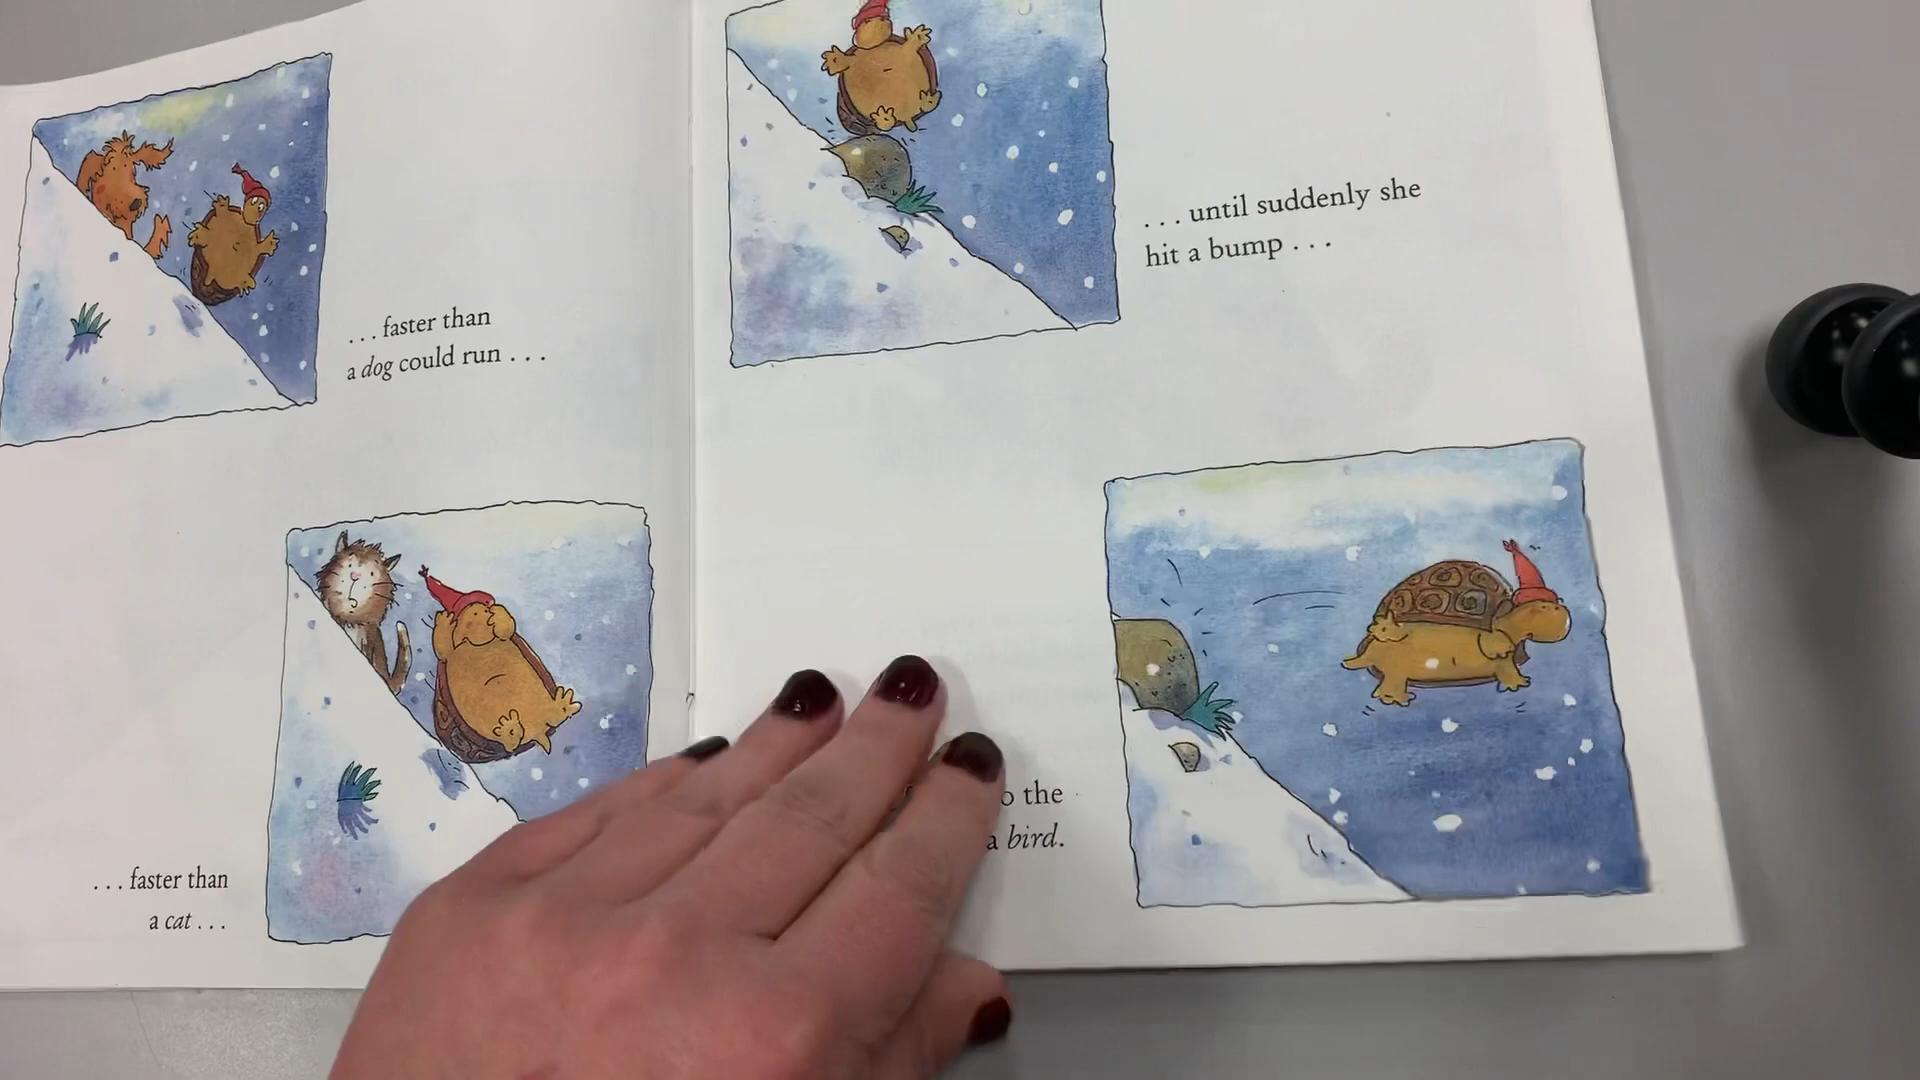 . . . faster than
a dog could run . . .
. . . faster than
a cat . . .
. . . until suddenly she
hit a bump . . .
the
a bird.